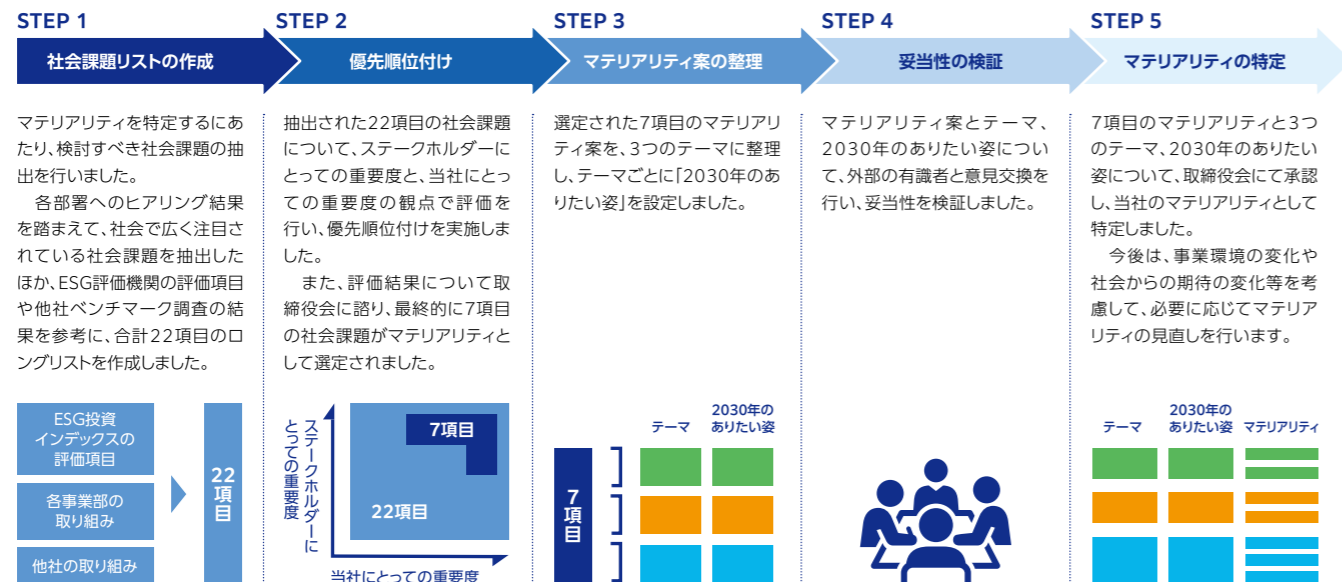 STEP 1
社会課題リストの作成
マテリアリティを特定するにあ
たり、検討すべき社会課題の抽
出を行いました。
　各部署へのヒアリング結果
を踏まえて、社会で広く注目さ
れている社会課題を抽出した
ほか、ESG評価機関の評価項目
や他社ベンチマーク調査の結
果を参考に、合計22項目のロ
ングリストを作成しました。
ESG投資
インデックスの
評価項目
各事業部の
取り組み
他社の取り組み
22項目
STEP 2
優先順位付け
抽出された22項目の社会課題
について、ステークホルダーに
とっての重要度と、当社にとっ
ての重要度の観点で評価を
行い、優先順位付けを実施しま
した。
　また、評価結果について取
締役会に諮り、最終的に7項目
の社会課題がマテリアリティと
して選定されました。
ステークホルダーに
とっての重要度
7項目
22項目
当社にとっての重要度
STEP 3
マテリアリティ案の整理
選定された7項目のマテリアリ
ティ案を、3つのテーマに整理
し、テーマごとに「2030年のあ
りたい姿」を設定しました。
7項目
テーマ
2030年の
ありたい姿
STEP 4
妥当性の検証
マテリアリティ案とテーマ、
2030年のありたい姿につい
て、外部の有識者と意見交換を
行い、妥当性を検証しました。
STEP 5
マテリアリティの特定
7項目のマテリアリティと3つ
のテーマ、2030年のありたい
姿について、取締役会にて承認
し、当社のマテリアリティとして
特定しました。
　今後は、事業環境の変化や
社会からの期待の変化等を考
慮して、必要に応じてマテリア
リティの見直しを行います。
テーマ
2030年の
ありたい姿
マテリアリティ